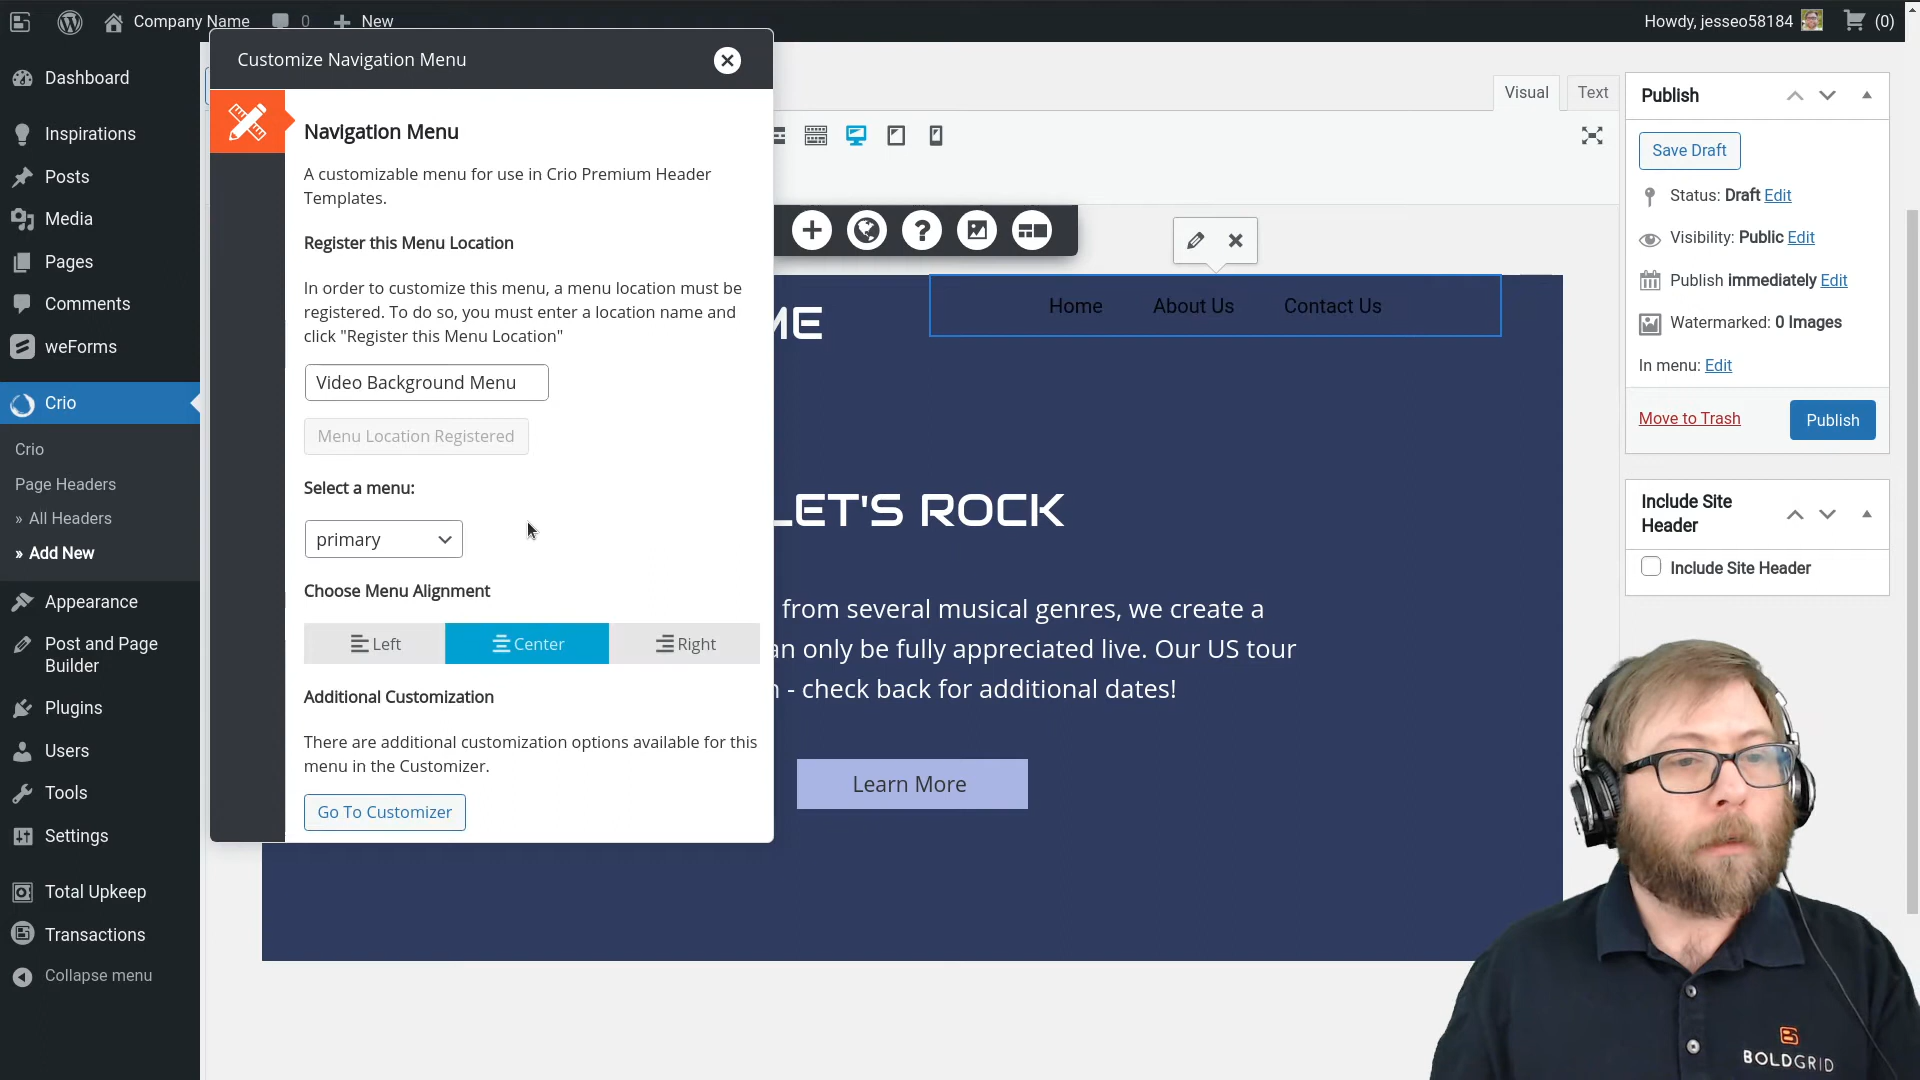 Company Name
0
New
Howdy, jesseo58184
(0)
Dashboard
Inspirations
Posts
Media
Pages
Comments
weForms
Crio
Crio
Page Headers
» All Headers
» Add New
Appearance
Post and Page
Builder
Plugins
Users
Tools
Settings
Total Upkeep
Transactions
Collapse menu
Customize Navigation Menu
Navigation Menu
A customizable menu for use in Crio Premium Header
Templates.
Register this Menu Location
In order to customize this menu, a menu location must be
registered. To do so, you must enter a location name and
click "Register this Menu Location"
Video Background Menu
Menu Location Registered
Select a menu:
primary
Choose Menu Alignment
Left
Center
Right
Additional Customization
There are additional customization options available for this
menu in the Customizer.
Go To Customizer
Visual
Text
Home
About Us
Contact Us
ME
LET'S ROCK
from several musical genres, we create a
an only be fully appreciated live. Our US tour
- check back for additional dates!
Learn More
Publish
Save Draft
Status: Draft Edit
Visibility: Public Edit
Publish immediately Edit
Watermarked: 0 Images
In menu: Edit
Move to Trash
Publish
Include Site
Header
Include Site Header
BOLDGRID